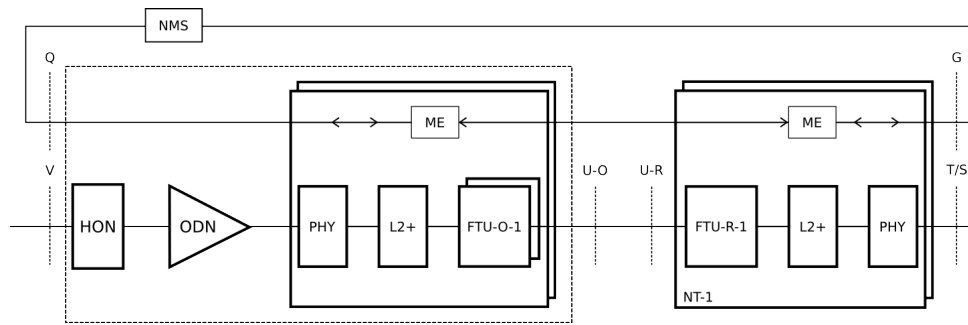 NMS
Q
G
ME
ME
V
U-O
U-R
T/S
HON
ODN
PHY
L2+
FTU-O-1
FTU-R-1
L2+
PHY
NT-1